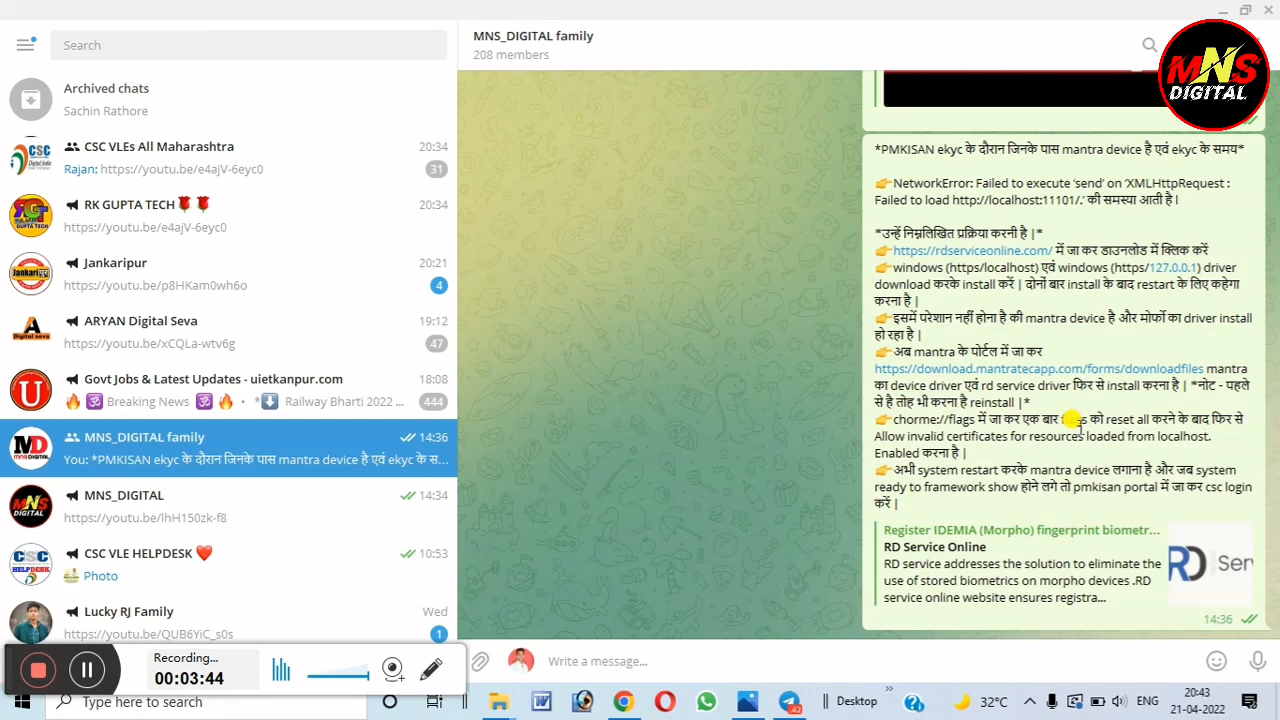 Search
Archived chats
Sachin Rathore
CSC VLEs All Maharashtra 20:34
Rajan: https://youtu.be/e4ajV-6eyc0 31
RK GUPTA TECH🌹🌹 20:34
https://youtu.be/e4ajV-6eyc0
Jankaripur 20:21
https://youtu.be/p8HKam0wh6o 4
ARYAN Digital Seva 19:12
https://youtu.be/xCQLa-wtv6g 47
Govt Jobs & Latest Updates - uietkanpur.com 18:08
🔥 🕉 Breaking News 🕉 🔥 • *⬇ Railway Bharti 2022 ... 444
MNS_DIGITAL family 14:36
You: *PMKISAN ekyc के दौरान जिनके पास mantra device है एवं ekyc के स...
MNS_DIGITAL 14:34
https://youtu.be/lhH150zk-f8
CSC VLE HELPDESK ❤ 10:53
Photo
Lucky RJ Family Wed
https://youtu.be/QUB6YiC_s0s 1
MNS_DIGITAL family
208 members
MNS
DIGITAL
*PMKISAN ekyc के दौरान जिनके पास mantra device है एवं ekyc के समय*
👉NetworkError: Failed to execute 'send' on 'XMLHttpRequest :
Failed to load http://localhost:11101/.' की समस्या आती है।
*उन्हें निम्नलिखित प्रक्रिया करनी है |*
👉https://rdserviceonline.com/ में जा कर डाउनलोड में क्लिक करें
👉windows (https/localhost) एवं windows (https/127.0.0.1) driver
download करके install करें | दोनों बार install के बाद restart के लिए कहेगा
करना है |
👉इसमें परेशान नहीं होना है की mantra device है और मोर्फो का driver install
हो रहा है |
👉अब mantra के पोर्टल में जा कर
https://download.mantratecapp.com/forms/downloadfiles mantra
का device driver एवं rd service driver फिर से install करना है | *नोट - पहले
से है तोह भी करना है reinstall |*
👉chorme://flags में जा कर एक बार flags को reset all करने के बाद फिर से
Allow invalid certificates for resources loaded from localhost.
Enabled करना है |
👉अभी system restart करके mantra device लगाना है और जब system
ready to framework show होने लगे तो pmkisan portal में जा कर csc login
करें |
Register IDEMIA (Morpho) fingerprint biometr...
RD Service Online
RD service addresses the solution to eliminate the
use of stored biometrics on morpho devices .RD
service online website ensures registra...
RD Serv
14:36
Write a message...
Recording...
00:03:44
Type here to search
42
Desktop
32°C
ENG
20:43
21-04-2022